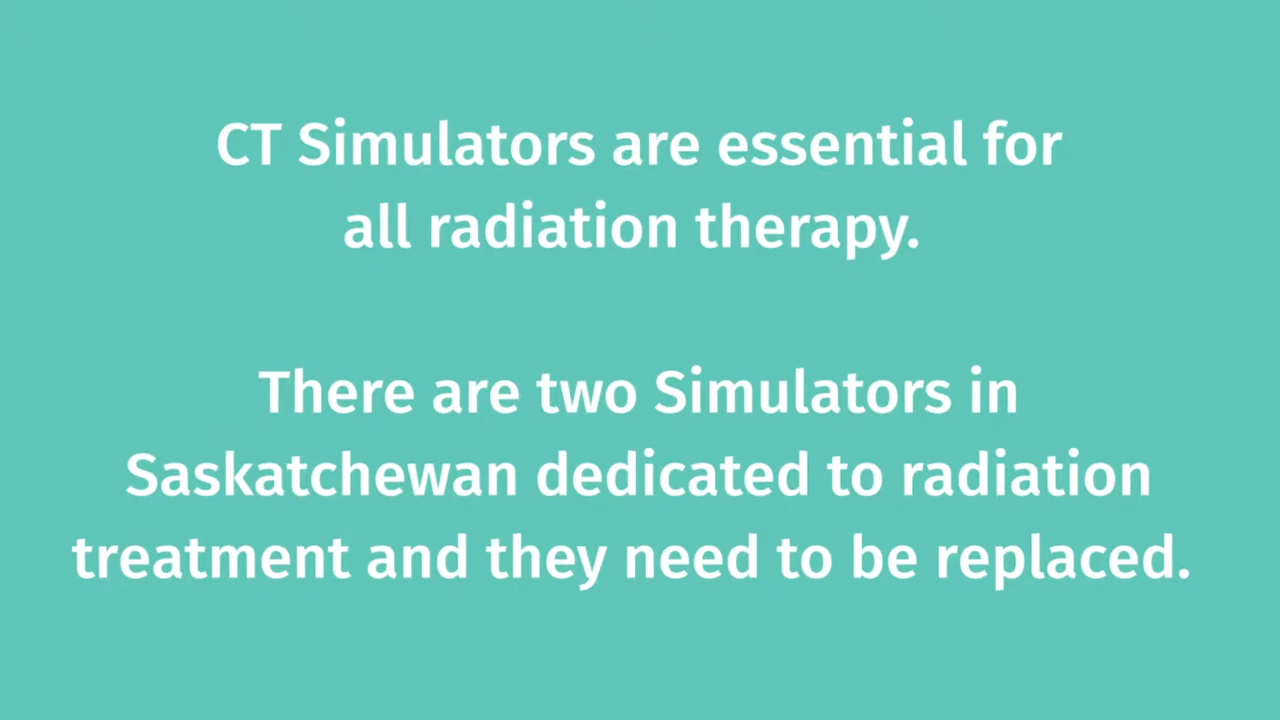 CT Simulators are essential for
all radiation therapy.
There are two Simulators in
Saskatchewan dedicated to radiation
treatment and they need to be replaced.